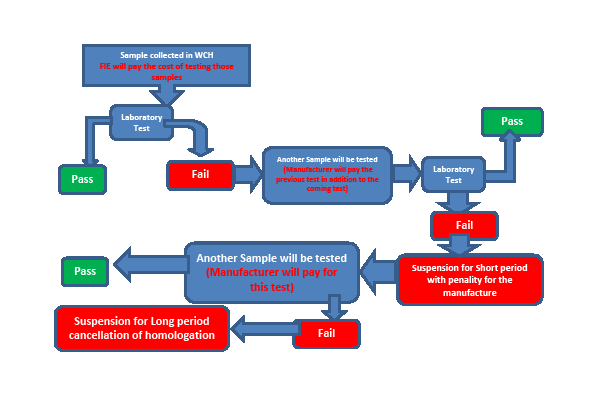 Sample collected in WCH
FIE will pay the cost of testing those
samples
Laboratory
Test
Pass
Pass
Fail
Another Sample will be tested
(Manufacturer will pay the
previous test in addition to the
coming test)
Laboratory
Test
Fail
Another Sample will be tested
(Manufacturer will pay for
this test)
Pass
Suspension for Short period
with penality for the
manufacture
Suspension for Long period
cancellation of homologation
Fail